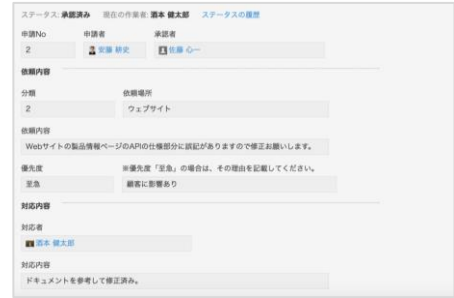 ステータス: 承認済み 現在の作業者: 酒本 健太郎 ステータスの履歴
申請No 申請者 承認者
2 安藤 耕史 佐藤 心一
依頼内容
分類 依頼場所
2 ウェブサイト
依頼内容
Webサイトの製品情報ページのAPIの仕様部分に誤記がありますので修正お願いします。
優先度 ※優先度「至急」の場合は、その理由を記載してください。
至急 顧客に影響あり
対応内容
対応者
酒本 健太郎
対応内容
ドキュメントを参考して修正済み。